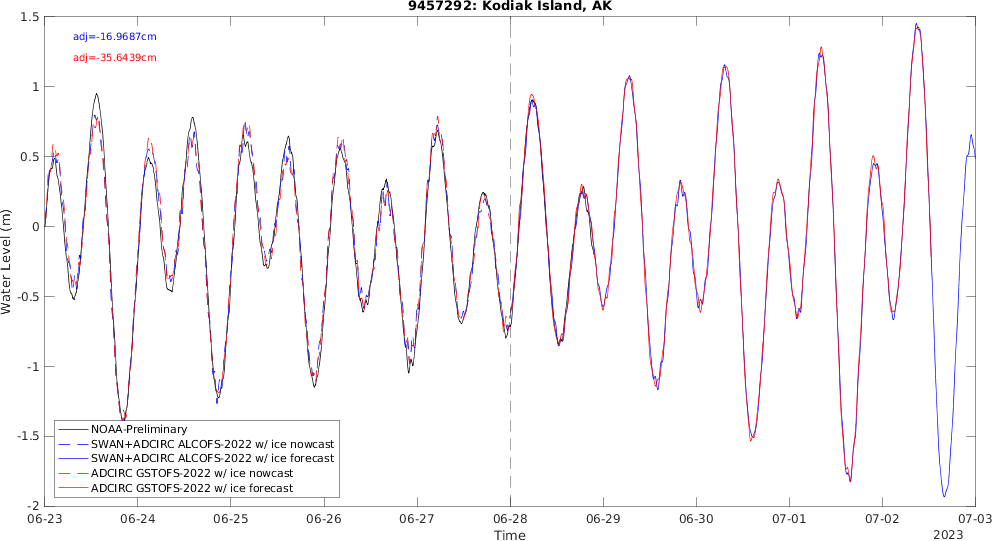 9457292: Kodiak Island, AK
adj=-16.9687cm
adj=-35.6439cm
1.5
1
0.5
0
-0.5
-1
-1.5
-2
Water Level (m)
NOAA-Preliminary
SWAN+ADCIRC ALCOFS-2022 w/ ice nowcast
SWAN+ADCIRC ALCOFS-2022 w/ ice forecast
ADCIRC GSTOFS-2022 w/ ice nowcast
ADCIRC GSTOFS-2022 w/ ice forecast
06-23 06-24 06-25 06-26 06-27 06-28 06-29 06-30 07-01 07-02 07-03
Time
2023